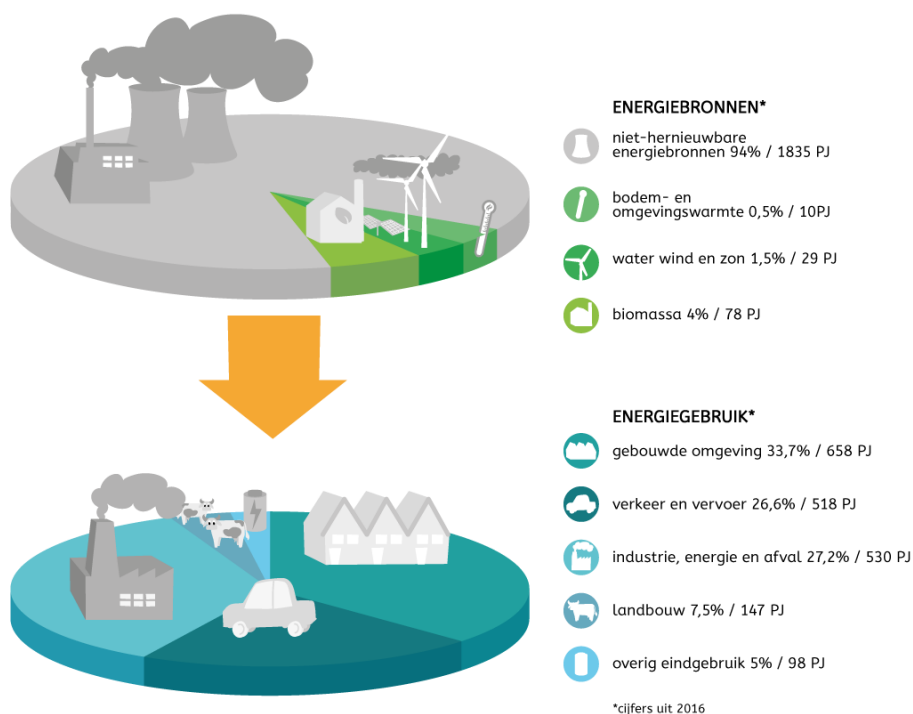 ENERGIEBRONNEN*
niet-hernieuwbare
energiebronnen 94% / 1835 PJ
bodem- en
omgevingswarmte 0,5% / 10PJ
water wind en zon 1,5% / 29 PJ
biomassa 4% / 78 PJ
ENERGIEGEBRUIK*
gebouwde omgeving 33,7% / 658 PJ
verkeer en vervoer 26,6% / 518 PJ
industrie, energie en afval 27,2% / 530 PJ
landbouw 7,5% / 147 PJ
overig eindgebruik 5% / 98 PJ
*cijfers uit 2016